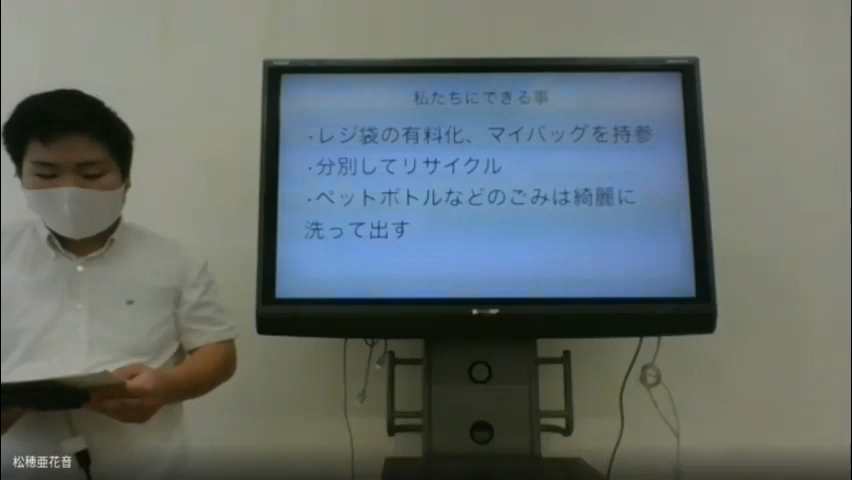 私たちにできる事
・レジ袋の有料化、マイバッグを持参
・分別してリサイクル
・ペットボトルなどのごみは綺麗に
洗って出す
松穂亜花音